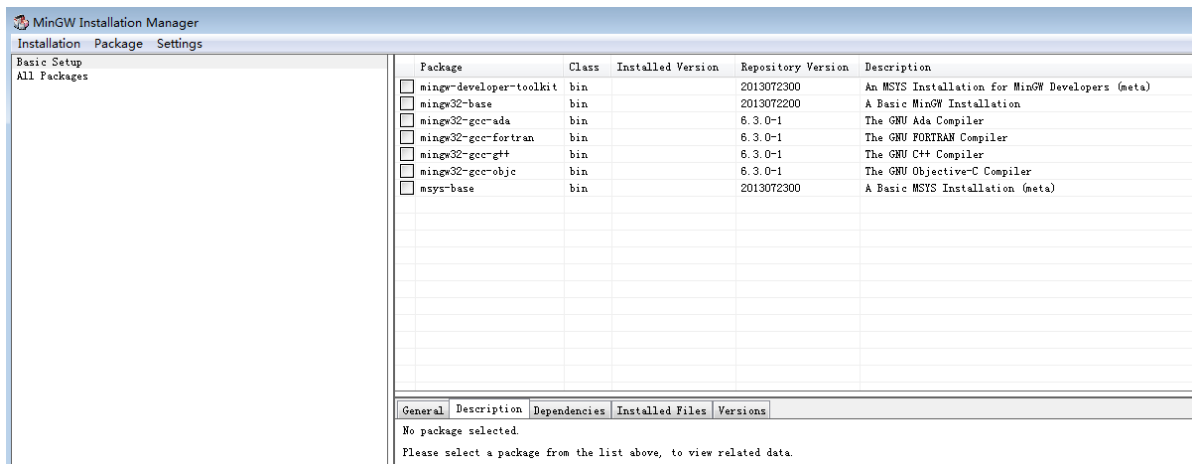 MinGW Installation Manager
Installation Package Settings
Basic Setup
All Packages
Package Class Installed Version Repository Version Description
mingw-developer-toolkit bin 2013072300 An MSYS Installation for MinGW Developers (meta)
mingw32-base bin 2013072200 A Basic MinGW Installation
mingw32-gcc-ada bin 6.3.0-1 The GNU Ada Compiler
mingw32-gcc-fortran bin 6.3.0-1 The GNU FORTRAN Compiler
mingw32-gcc-g++ bin 6.3.0-1 The GNU C++ Compiler
mingw32-gcc-objc bin 6.3.0-1 The GNU Objective-C Compiler
msys-base bin 2013072300 A Basic MSYS Installation (meta)
General Description Dependencies Installed Files Versions
No package selected.
Please select a package from the list above, to view related data.